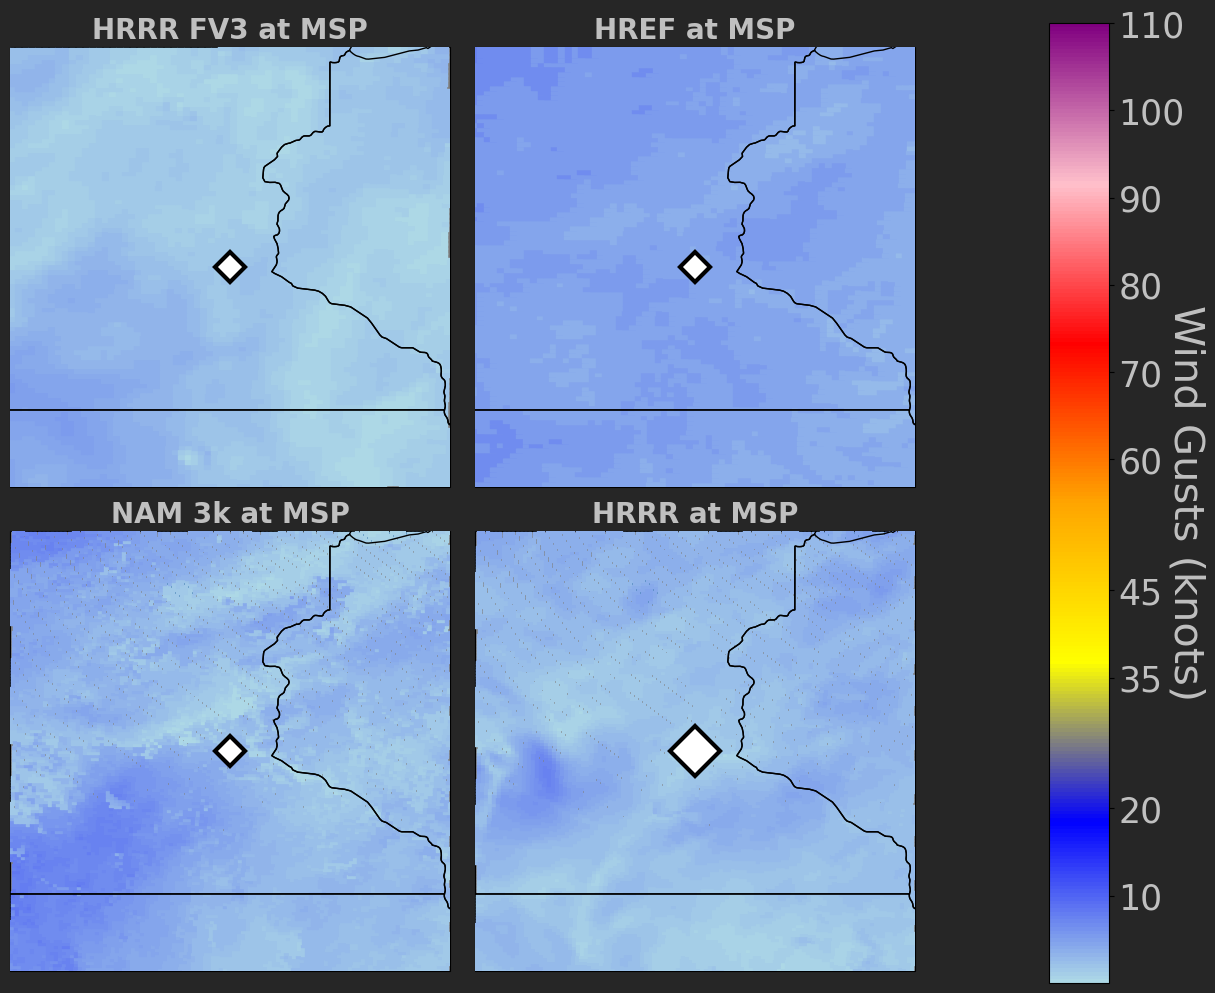 HRRR FV3 at MSP
HREF at MSP
NAM 3k at MSP
HRRR at MSP
110
100
90
80
70
60
45
35
20
10
Wind Gusts (knots)